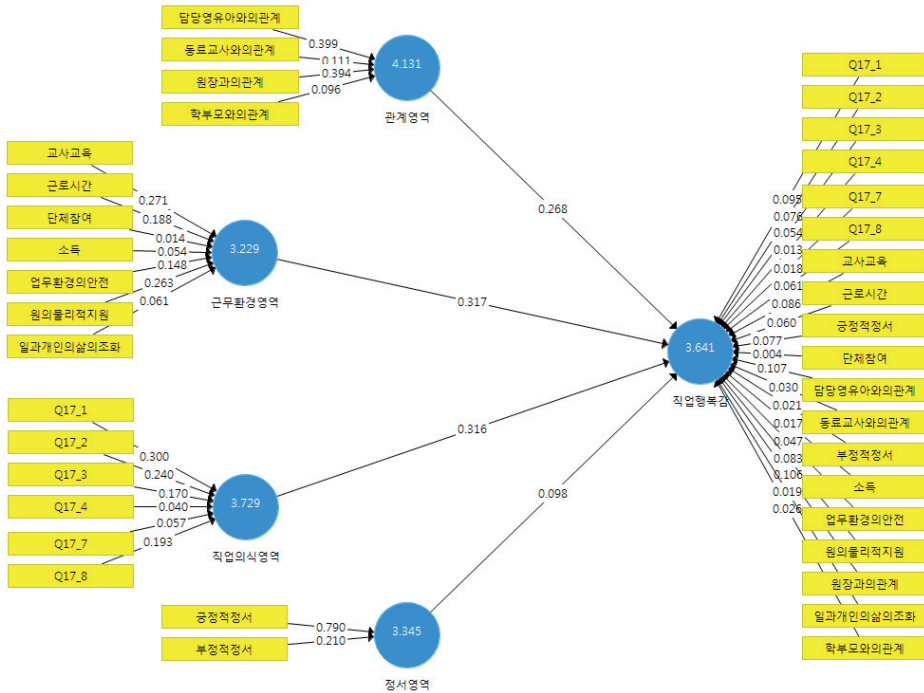 담당영유아와의관계
동료교사와의관계
원장과의관계
학부모와의관계
0.399
0.111
0.394
0.096
4.131
관계영역
교사교육
근로시간
단체참여
소득
업무환경의안전
원의물리적지원
일과개인의삶의조화
0.271
0.188
0.014
0.054
0.148
0.263
0.061
3.229
근무환경영역
Q17_1
Q17_2
Q17_3
Q17_4
Q17_7
Q17_8
0.300
0.240
0.170
0.040
0.057
0.193
3.729
직업의식영역
긍정적정서
부정적정서
0.790
0.210
3.345
정서영역
0.268
0.317
0.316
0.098
3.641
직업행복감
0.095
0.076
0.054
0.013
0.018
0.061
0.086
0.060
0.077
0.004
0.107
0.030
0.021
0.017
0.047
0.083
0.106
0.019
0.026
Q17_1
Q17_2
Q17_3
Q17_4
Q17_7
Q17_8
교사교육
근로시간
긍정적정서
단체참여
담당영유아와의관계
동료교사와의관계
부정적정서
소득
업무환경의안전
원의물리적지원
원장과의관계
일과개인의삶의조화
학부모와의관계